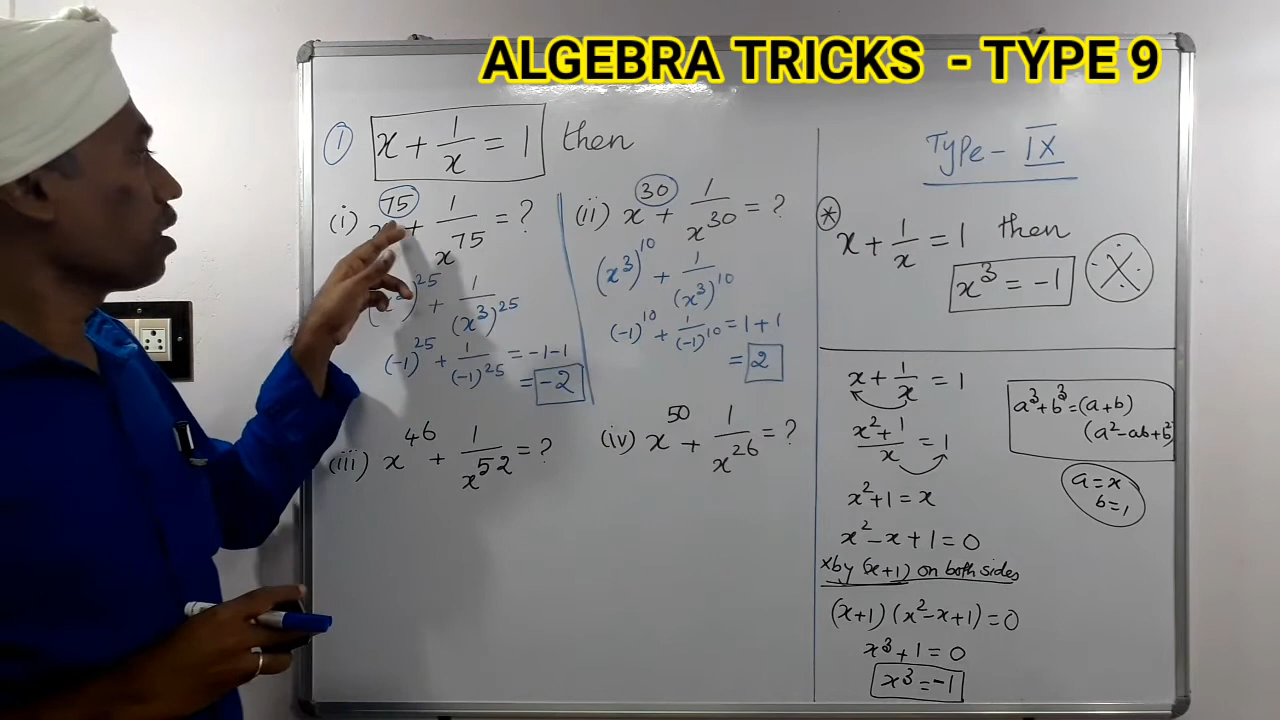 ALGEBRA TRICKS - TYPE 9
① x + 1/x = 1 then
(i) x^75 + 1/x^75 = ?
(x^3)^25 + 1/(x^3)^25
(-1)^25 + 1/(-1)^25 = -1-1
= -2
(ii) x^30 + 1/x^30 = ?
(x^3)^10 + 1/(x^3)^10
(-1)^10 + 1/(-1)^10 = 1+1
= 2
(iii) x^46 + 1/x^52 = ?
(iv) x^50 + 1/x^26 = ?
Type - IX
* x + 1/x = 1 then
x^3 = -1
x + 1/x = 1
x^2+1/x = 1
x^2+1 = x
x^2-x+1=0
xby (x+1) on both sides
(x+1)(x^2-x+1)=0
x^3+1=0
x^3=-1
a^3+b^3=(a+b)
(a^2-ab+b^2
a=x
b=1